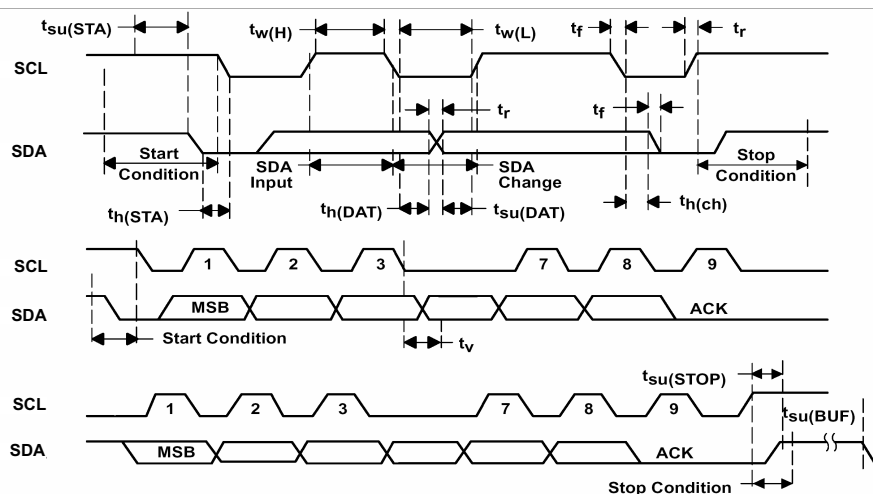 tsu(STA) tw(H) tw(L) tf tr
SCL
tr tf
SDA
Start Condition SDA Input SDA Change Stop Condition
th(STA) th(DAT) tsu(DAT) th(ch)
SCL 1 2 3 7 8 9
SDA MSB ACK
Start Condition tv
tsu(STOP)
SCL 1 2 3 7 8 9 tsu(BUF)
SDA MSB ACK
Stop Condition